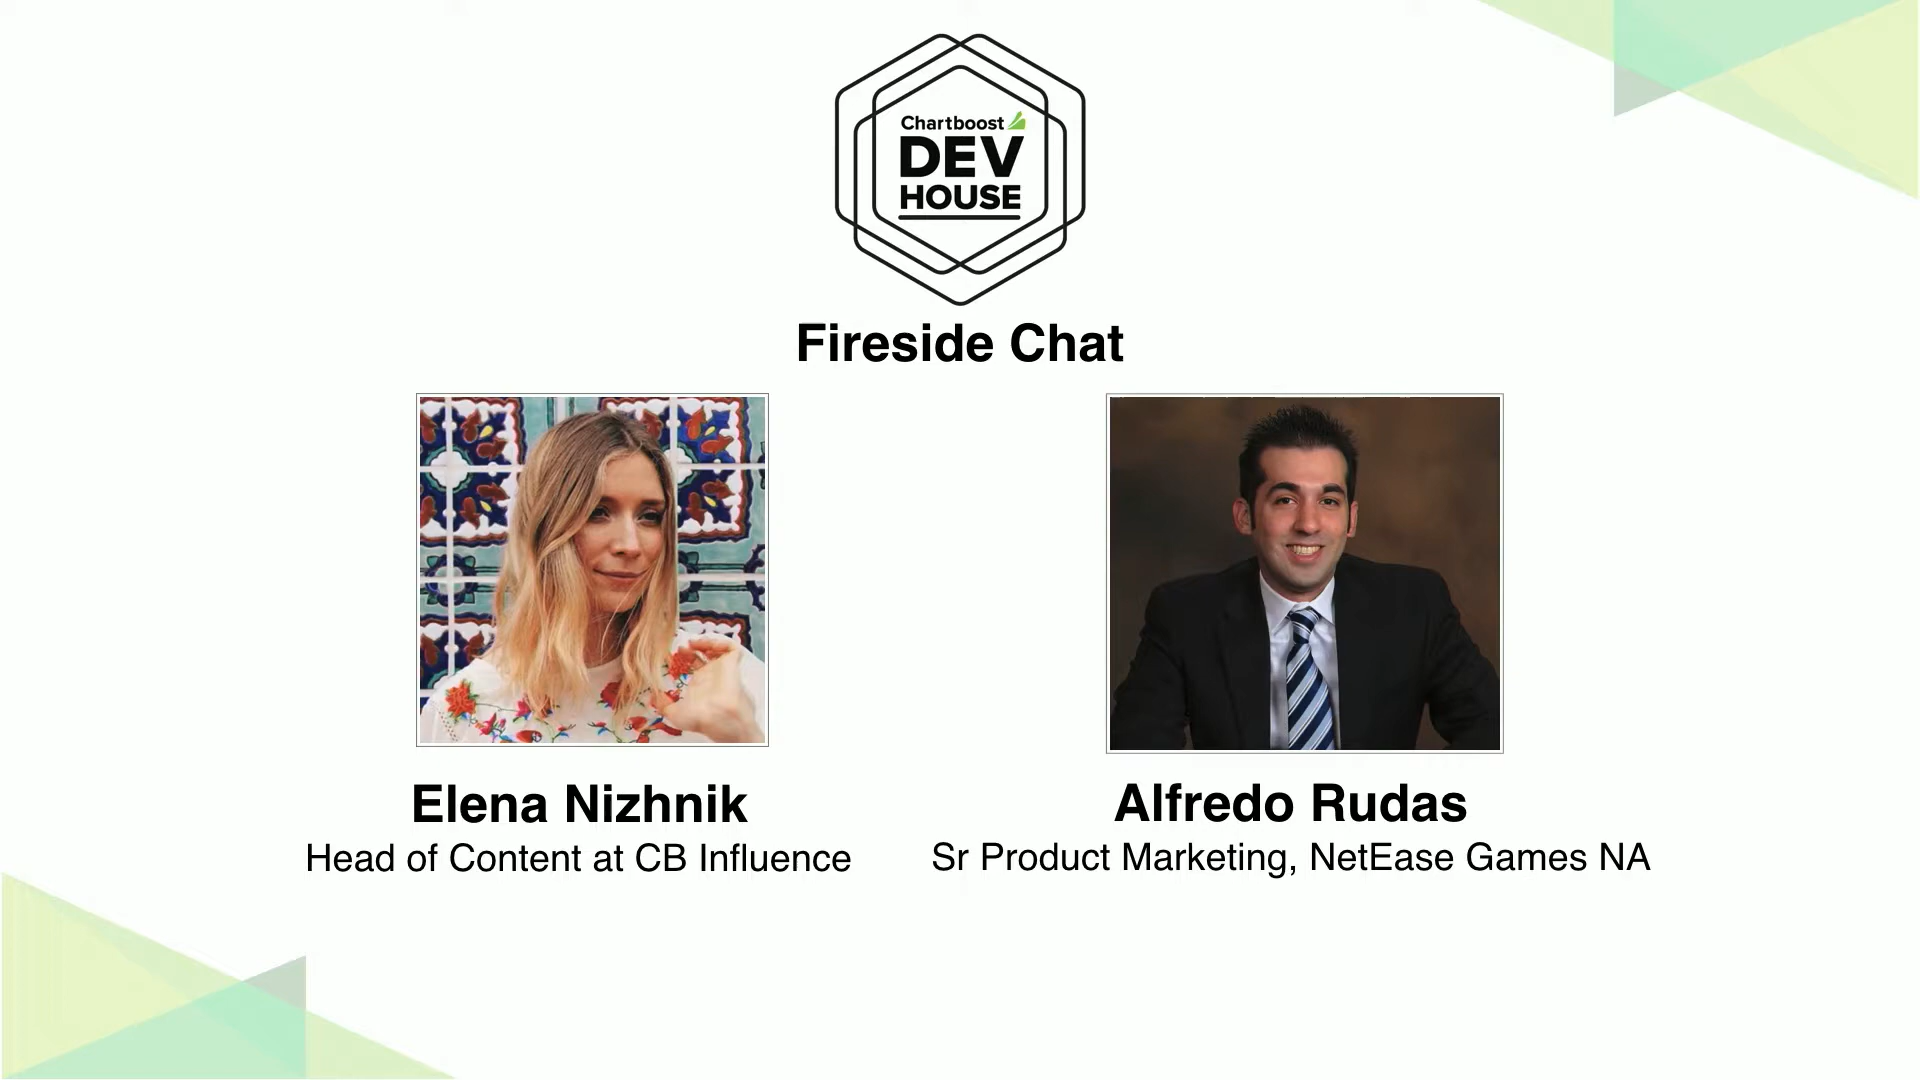 Chartboost
DEV
HOUSE
Fireside Chat
Elena Nizhnik
Head of Content at CB Influence
Alfredo Rudas
Sr Product Marketing, NetEase Games NA